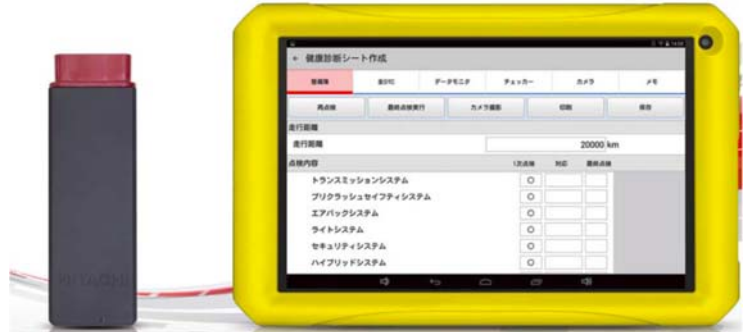 14:08
← 健康診断シート作成
整備簿
全DTC
データモニタ
チェッカー
カメラ
メモ
再点検
最終点検実行
カメラ撮影
印刷
保存
走行距離
走行距離 20000 km
点検内容 1次点検 対応 最終点検
トランスミッションシステム ○
プリクラッシュセイフティシステム ○
エアバックシステム ○
ライトシステム ○
セキュリティシステム ○
ハイブリッドシステム ○
HITACHI